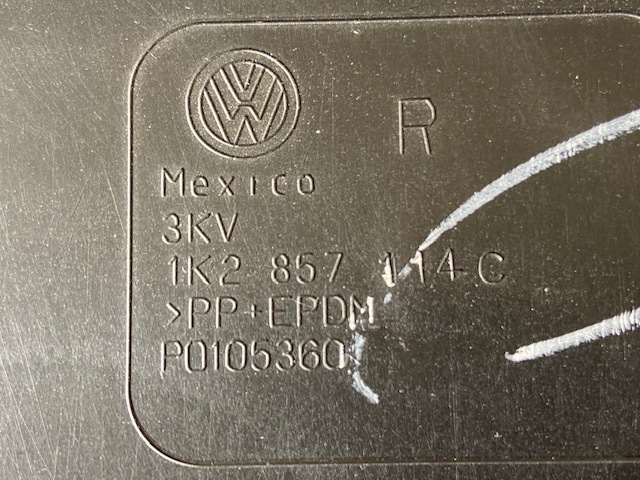 R
Mexico
3KV
1K2 857 114 C
>PP+EPDM
P0105360